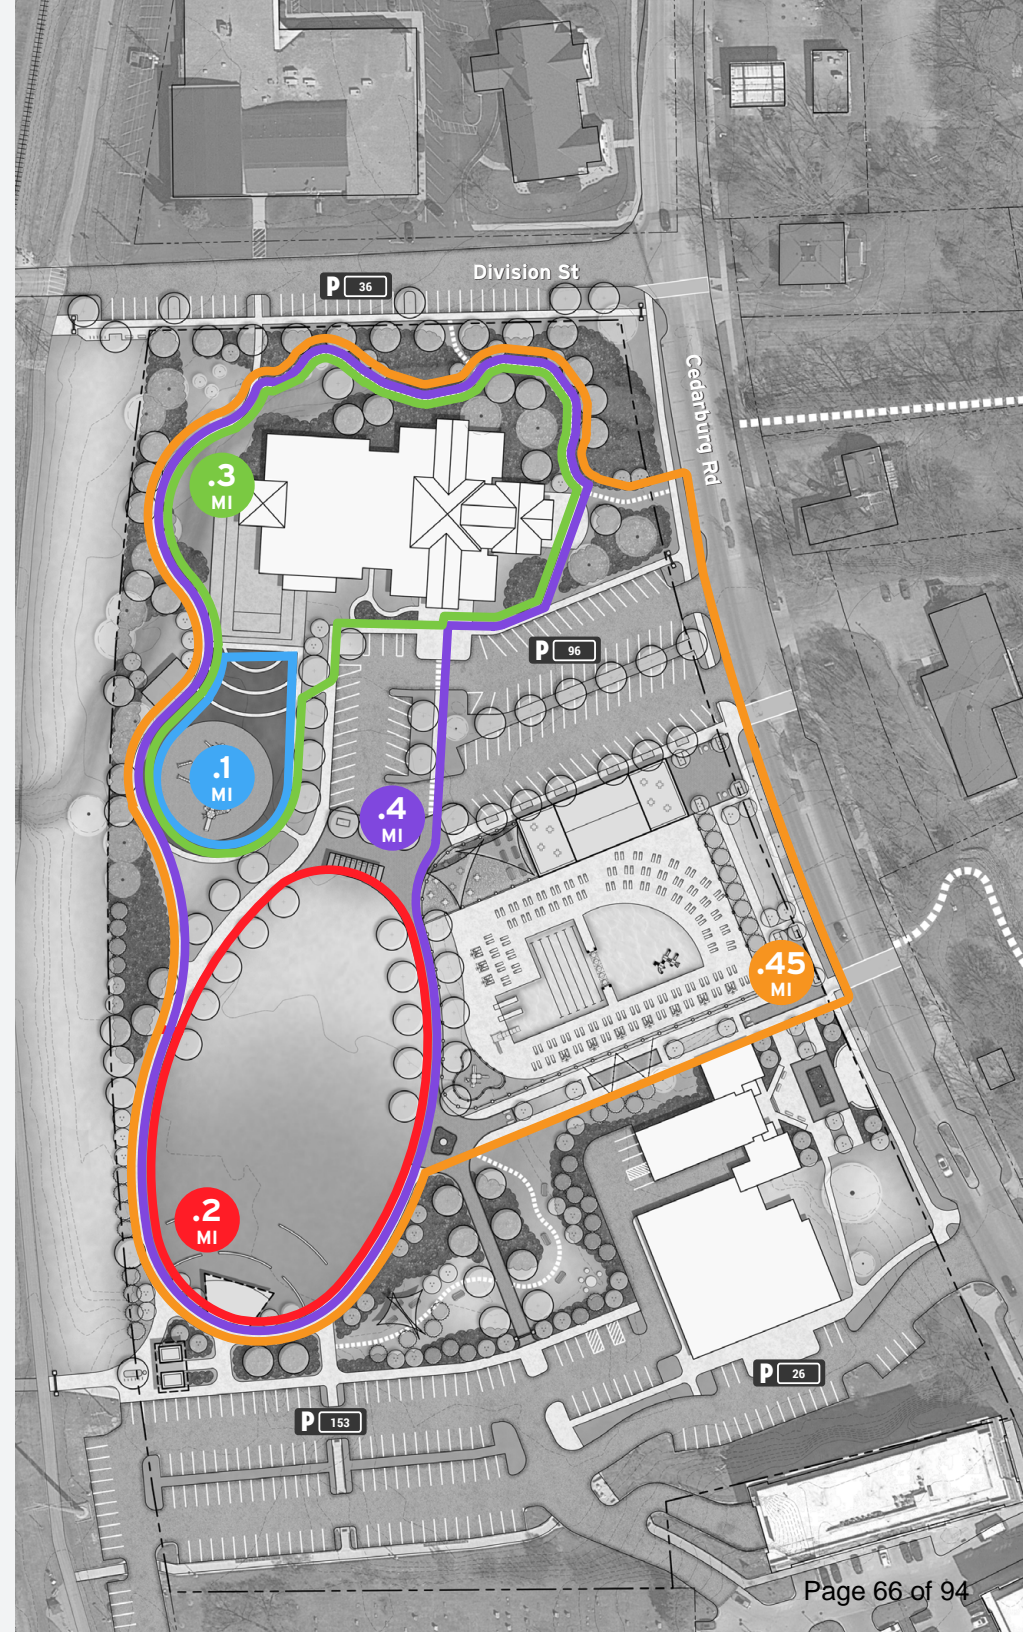 Division St
P 36
Cedarburg Rd
.3
MI
P 96
.1
MI
.4
MI
.45
MI
.2
MI
P 26
P 153
Page 66 of 94